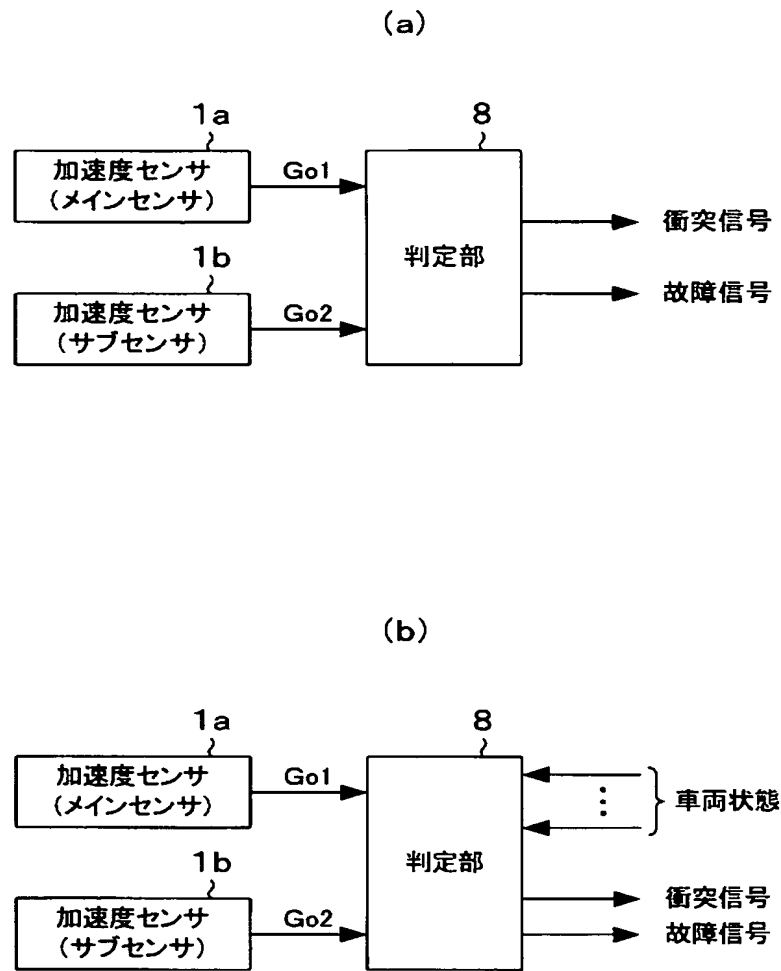 (a)
1a
8
加速度センサ
(メインセンサ)
Go1
衝突信号
1b
判定部
加速度センサ
(サブセンサ)
Go2
故障信号
(b)
1a
8
加速度センサ
(メインセンサ)
Go1
車両状態
1b
判定部
加速度センサ
(サブセンサ)
Go2
衝突信号
故障信号